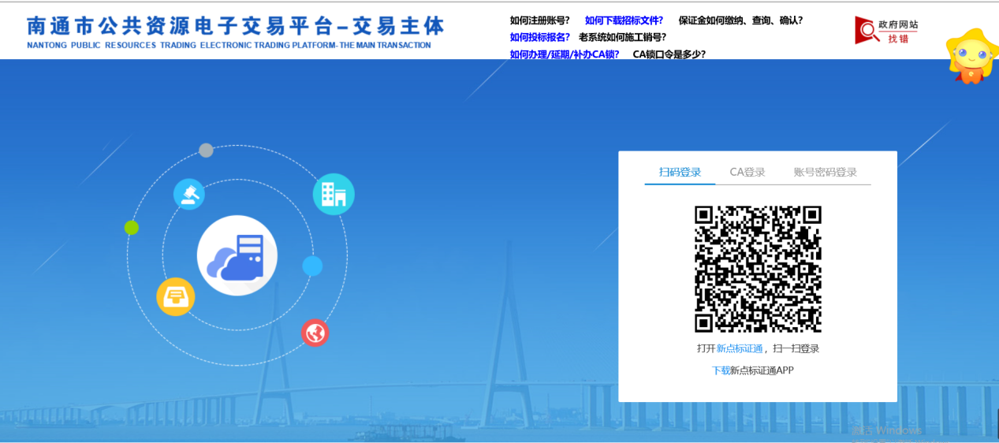 南通市公共资源电子交易平台-交易主体
NANTONG PUBLIC RESOURCES TRADING ELECTRONIC TRADING PLATFORM-THE MAIN TRANSACTION
如何注册账号? 如何下载招标文件? 保证金如何缴纳、查询、确认?
如何投标报名? 老系统如何施工销号?
如何办理/延期/补办CA锁? CA锁口令是多少?
政府网站
找错
扫码登录 CA登录 账号密码登录
打开新点标证通，扫一扫登录
下载新点标证通APP
激活 Windows